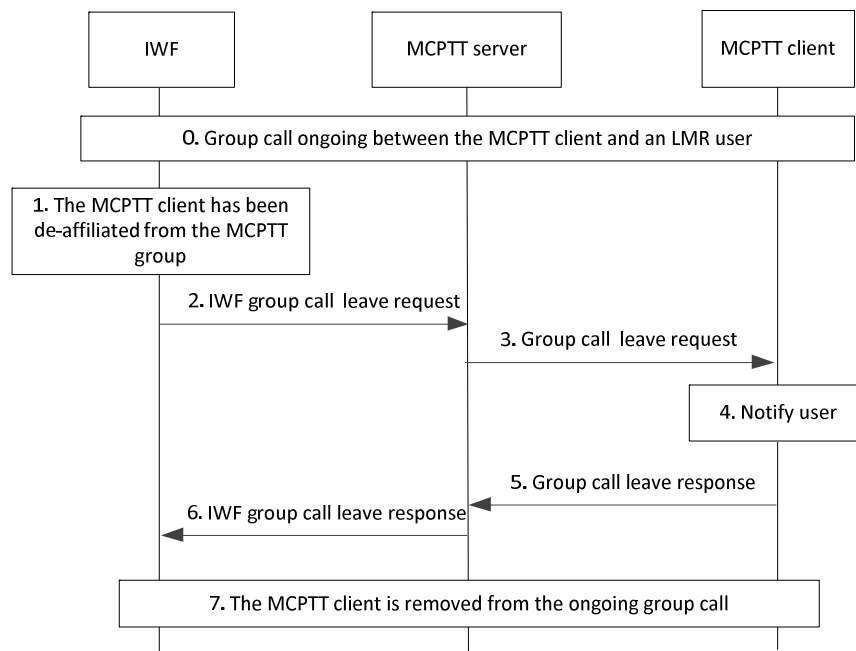 IWF
MCPTT server
MCPTT client
0. Group call ongoing between the MCPTT client and an LMR user
1. The MCPTT client has been
de-affiliated from the MCPTT
group
2. IWF group call leave request
3. Group call leave request
4. Notify user
5. Group call leave response
6. IWF group call leave response
7. The MCPTT client is removed from the ongoing group call